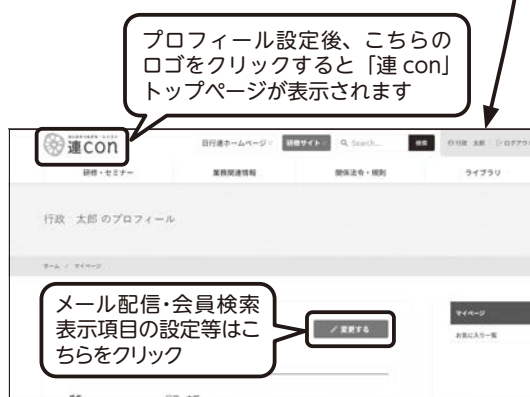 プロフィール設定後、こちらの
ロゴをクリックすると「連 con」
トップページが表示されます
連con
日行連ホームページ
研修サイト
Search...
検索
行政 太郎
ログアウト
研修・セミナー
業務関連情報
関係法令・規則
ライブラリ
行政 太郎 のプロフィール
ホーム / マイページ
メール配信・会員検索
表示項目の設定等はこ
ちらをクリック
変更する
マイページ
お気に入り一覧
氏名
行政 太郎